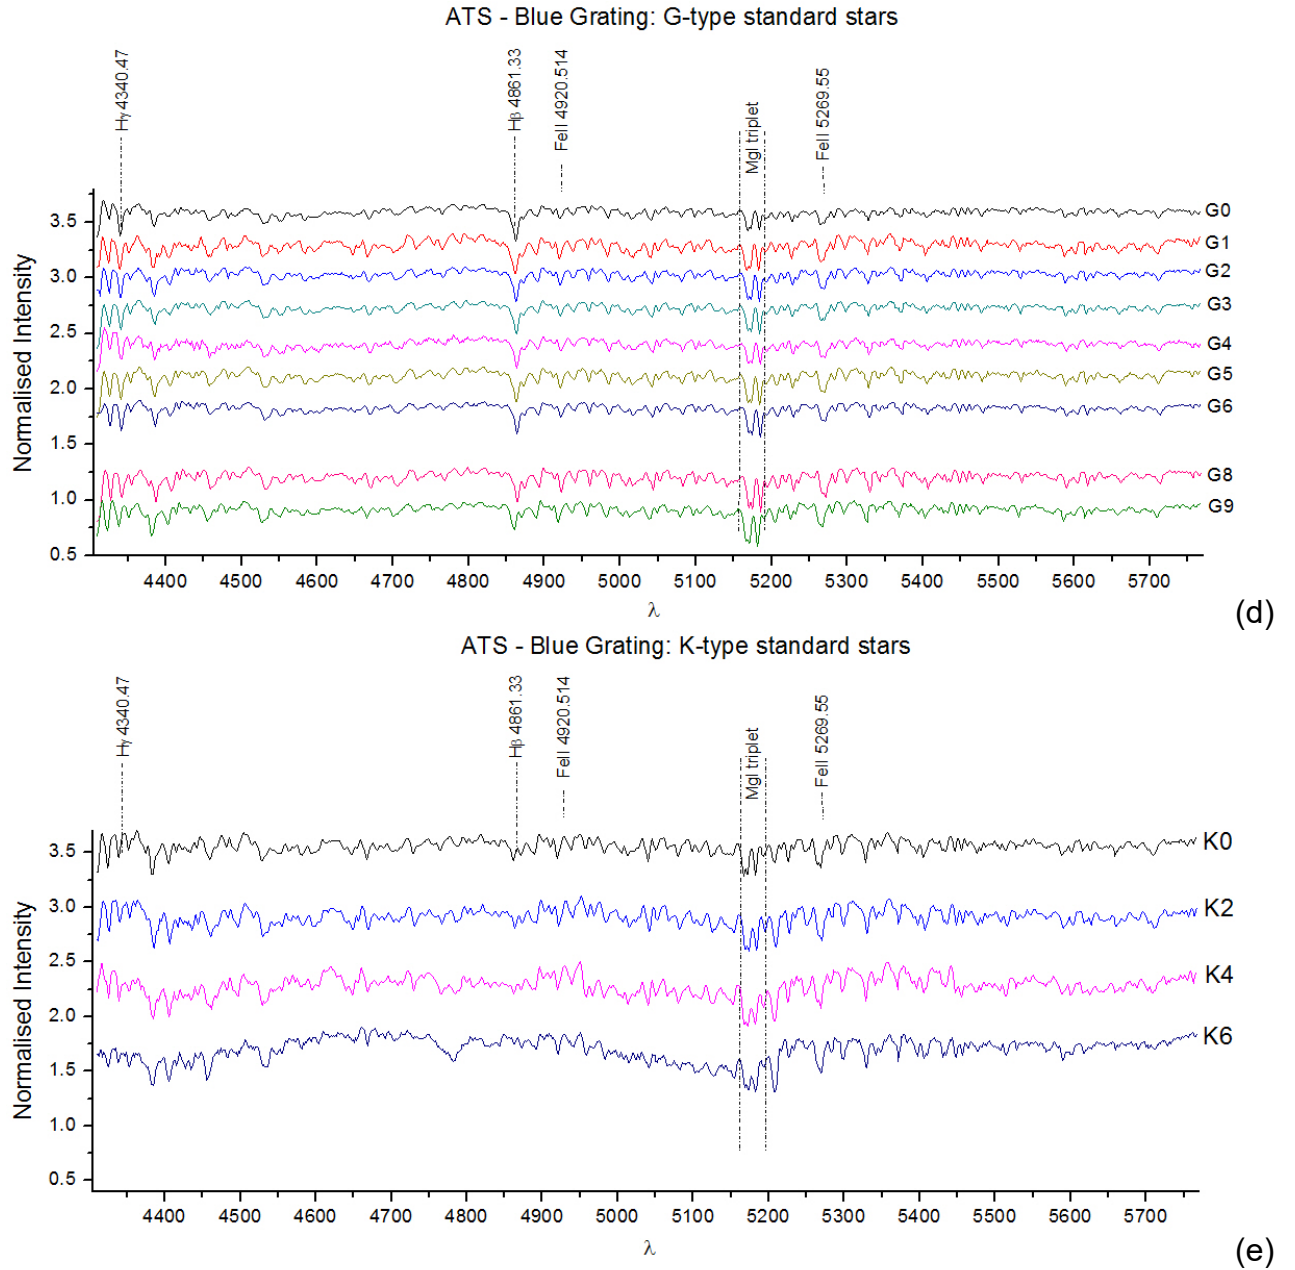 ATS - Blue Grating: G-type standard stars
Hγ 4340.47
Hβ 4861.33
FeII 4920.514
MgI triplet
FeII 5269.55
Normalised Intensity
3.5
3.0
2.5
2.0
1.5
1.0
0.5
G0
G1
G2
G3
G4
G5
G6
G8
G9
4400 4500 4600 4700 4800 4900 5000 5100 5200 5300 5400 5500 5600 5700
λ
(d)
ATS - Blue Grating: K-type standard stars
Hγ 4340.47
Hβ 4861.33
FeII 4920.514
MgI triplet
FeII 5269.55
Normalised Intensity
3.5
3.0
2.5
2.0
1.5
1.0
0.5
K0
K2
K4
K6
4400 4500 4600 4700 4800 4900 5000 5100 5200 5300 5400 5500 5600 5700
λ
(e)